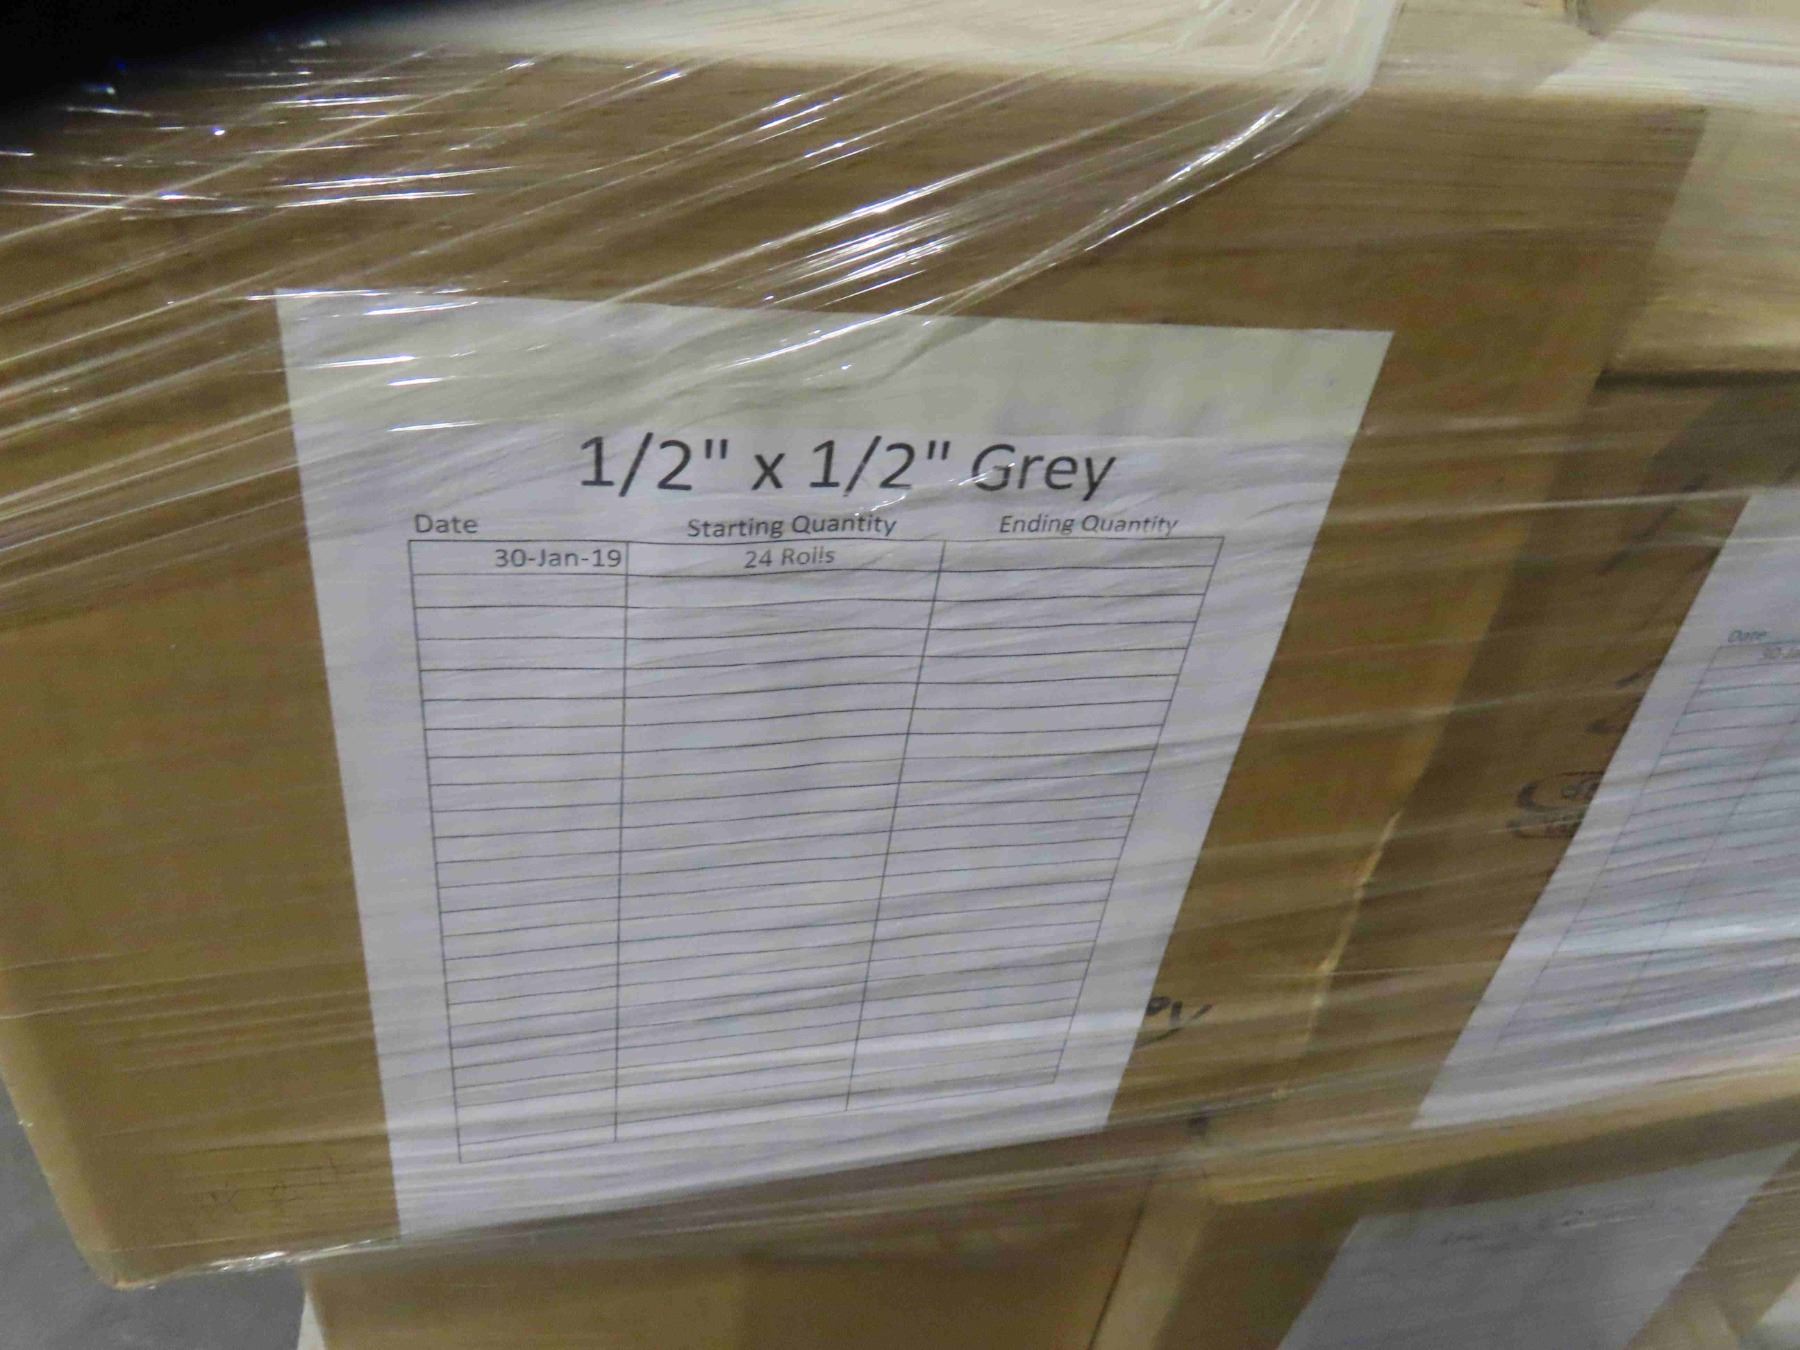 1/2" x 1/2" Grey
Date Starting Quantity Ending Quantity
30-Jan-19 24 Rolls
Date